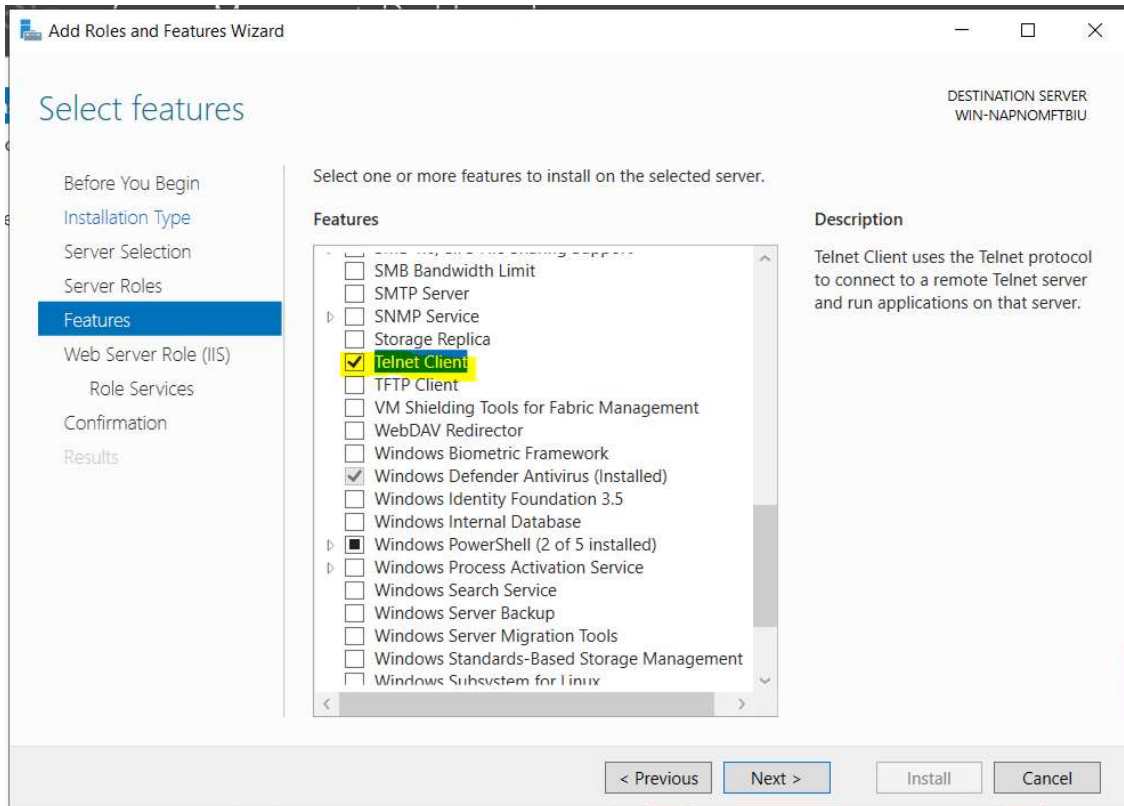 Add Roles and Features Wizard
Select features
DESTINATION SERVER
WIN-NAPNOMFTBIU
Before You Begin
Installation Type
Server Selection
Server Roles
Features
Web Server Role (IIS)
Role Services
Confirmation
Results
Select one or more features to install on the selected server.
Features
SMB Bandwidth Limit
SMTP Server
SNMP Service
Storage Replica
Telnet Client
TFTP Client
VM Shielding Tools for Fabric Management
WebDAV Redirector
Windows Biometric Framework
Windows Defender Antivirus (Installed)
Windows Identity Foundation 3.5
Windows Internal Database
Windows PowerShell (2 of 5 installed)
Windows Process Activation Service
Windows Search Service
Windows Server Backup
Windows Server Migration Tools
Windows Standards-Based Storage Management
Windows Subsystem for Linux
Description
Telnet Client uses the Telnet protocol
to connect to a remote Telnet server
and run applications on that server.
< Previous
Next >
Install
Cancel